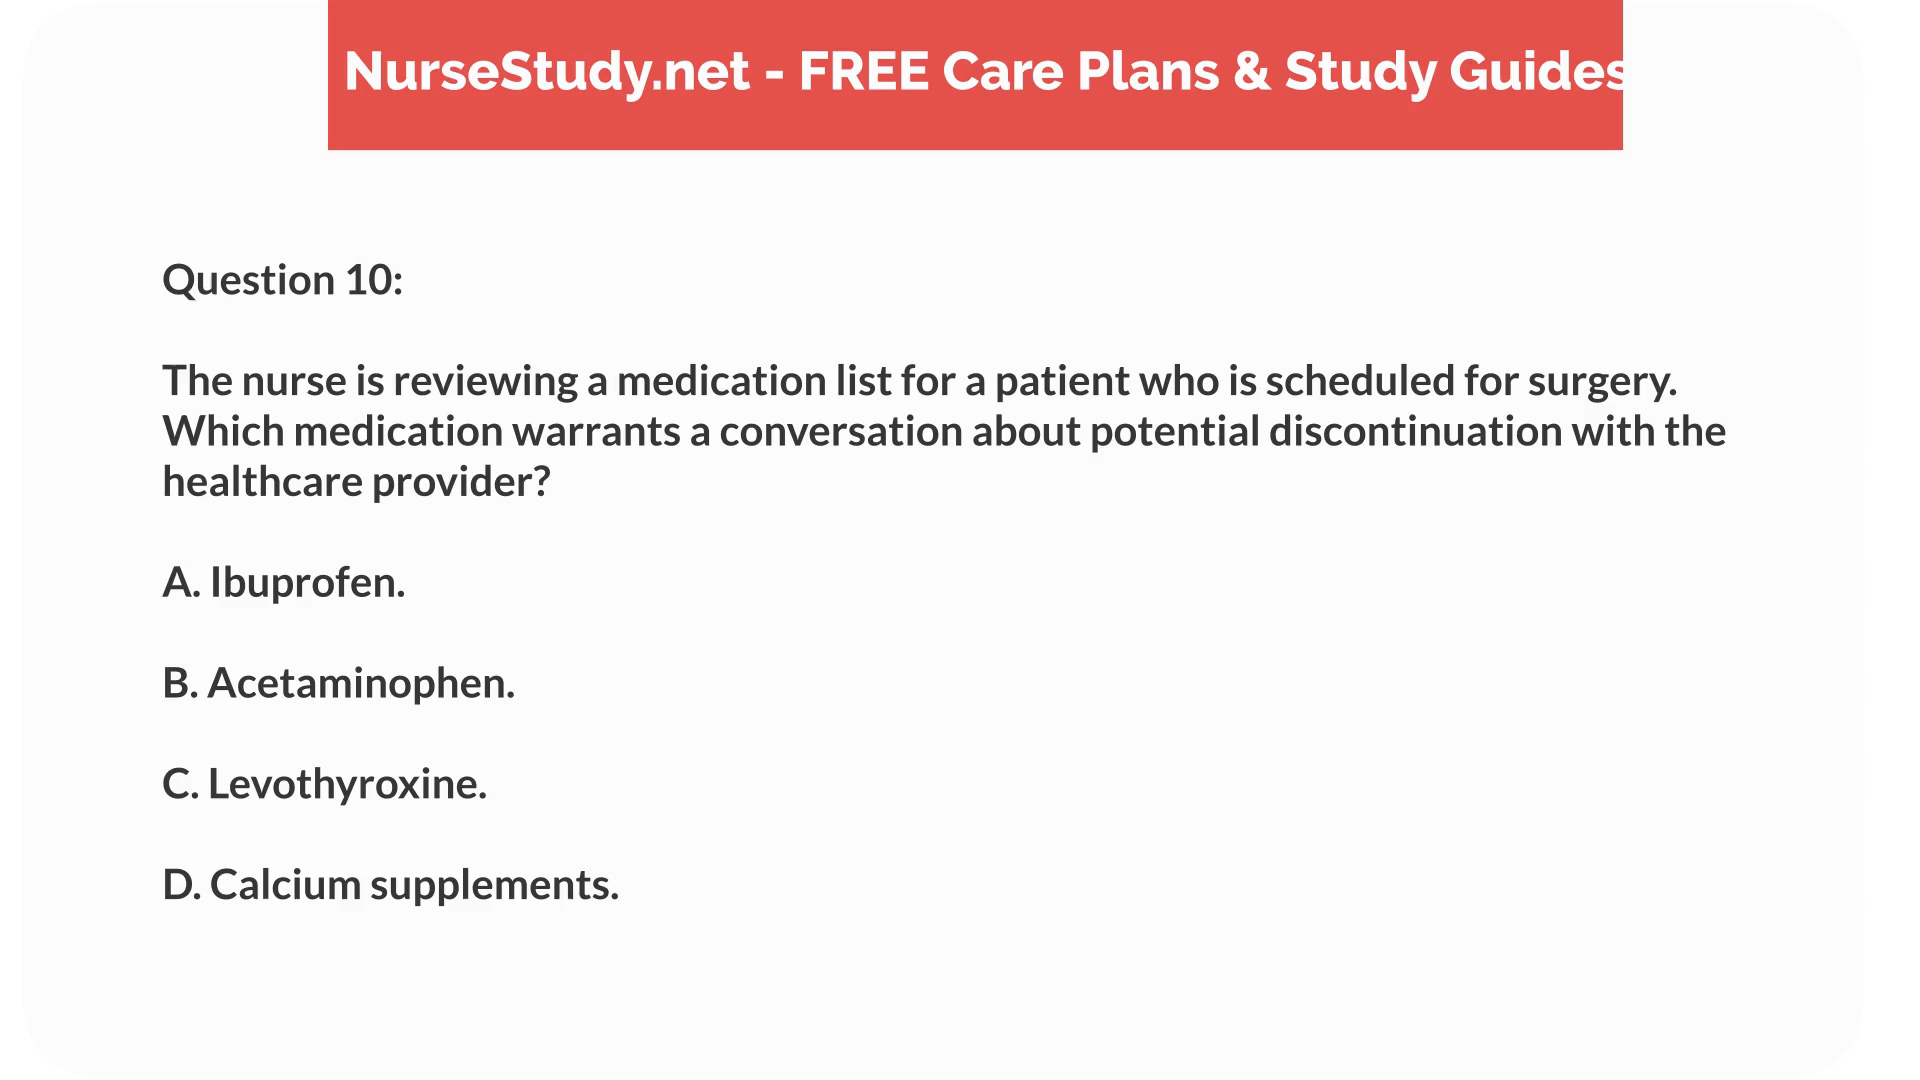 NurseStudy.net - FREE Care Plans & Study Guides
Question 10:
The nurse is reviewing a medication list for a patient who is scheduled for surgery.
Which medication warrants a conversation about potential discontinuation with the
healthcare provider?
A. Ibuprofen.
B. Acetaminophen.
C. Levothyroxine.
D. Calcium supplements.